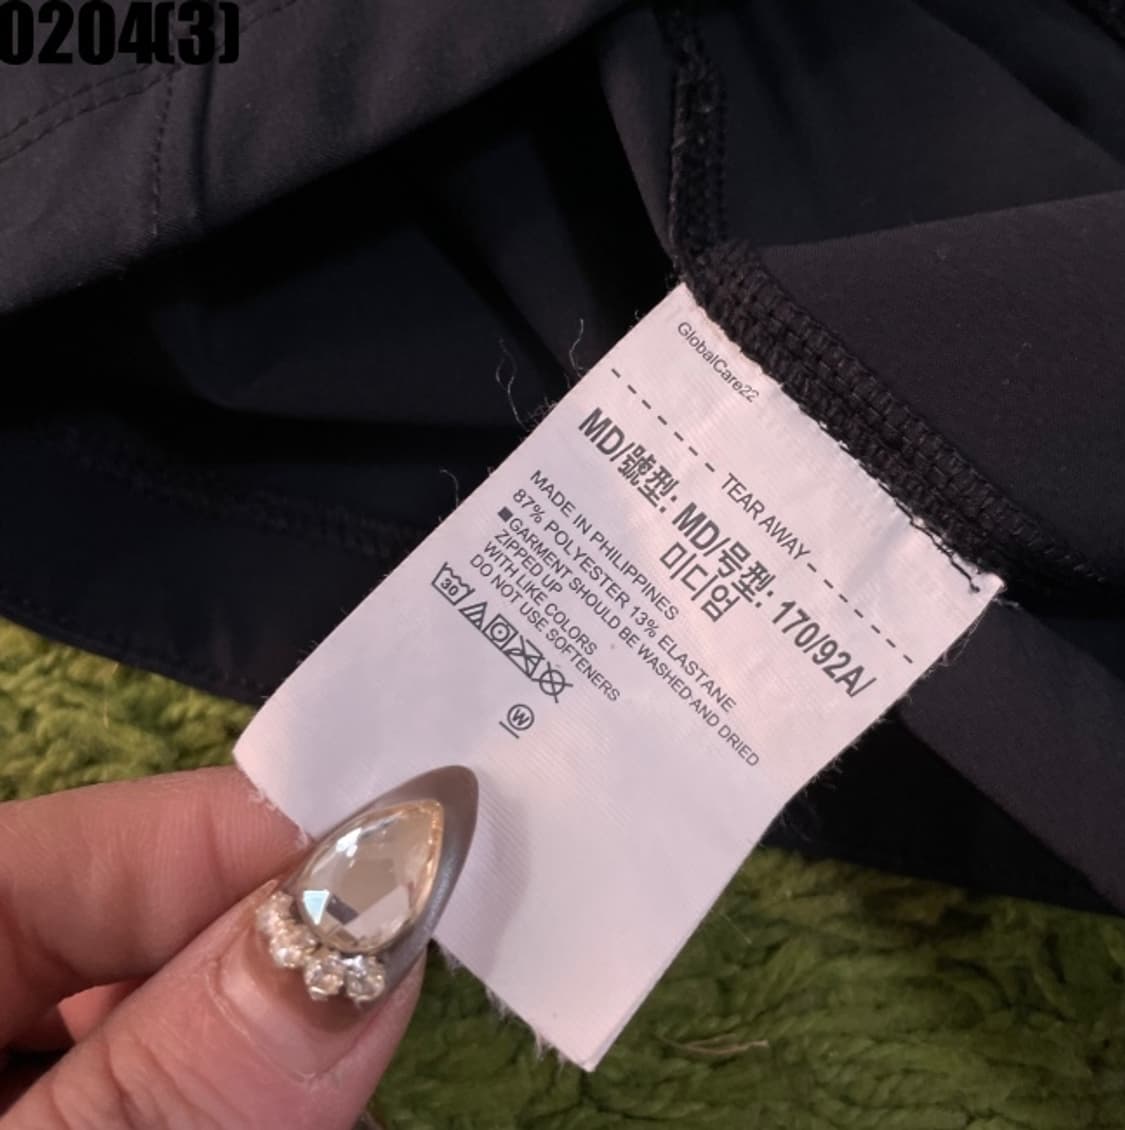 0204(3)
GlobalCare22
TEAR AWAY
MD/號型: MD/号型: 170/92A/
미디엄
MADE IN PHILIPPINES
87% POLYESTER 13% ELASTANE
■GARMENT SHOULD BE WASHED AND DRIED
ZIPPED UP
WITH LIKE COLORS
DO NOT USE SOFTENERS
30
W